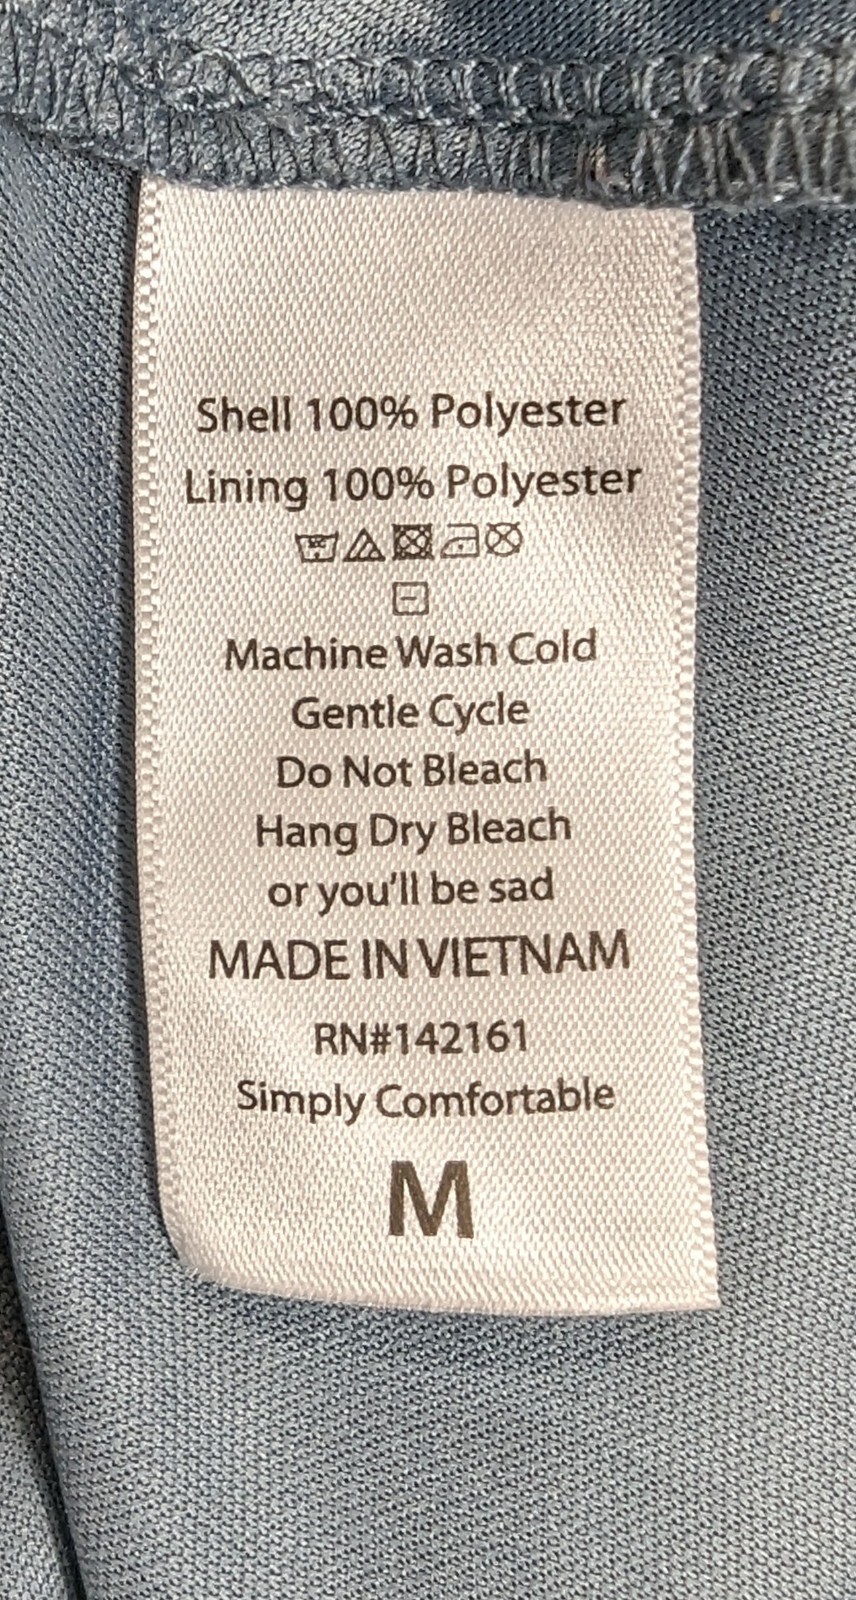 Shell 100% Polyester
Lining 100% Polyester
Machine Wash Cold
Gentle Cycle
Do Not Bleach
Hang Dry Bleach
or you'll be sad
MADE IN VIETNAM
RN#142161
Simply Comfortable
M